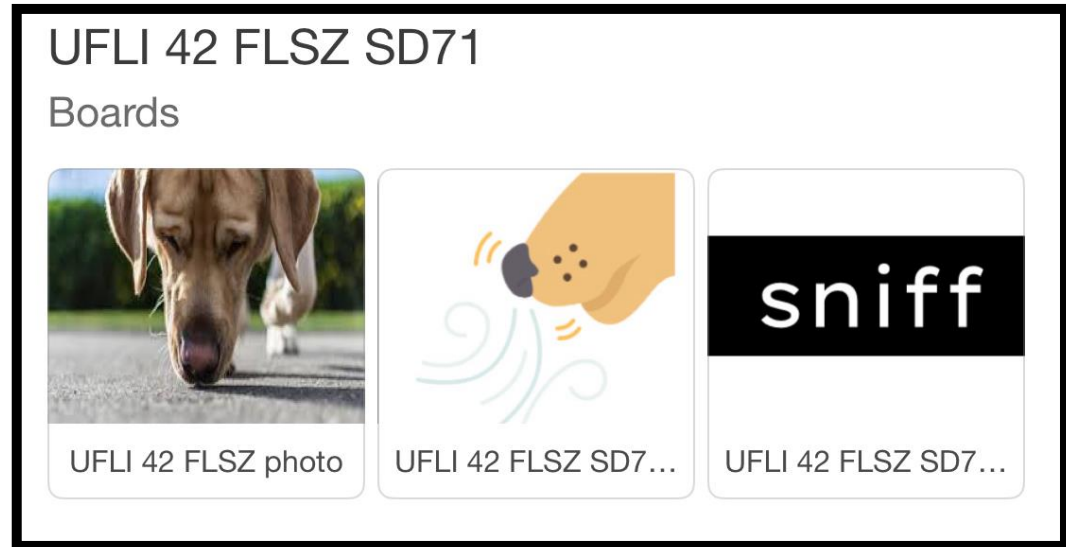 UFLI 42 FLSZ SD71
Boards
sniff
UFLI 42 FLSZ photo
UFLI 42 FLSZ SD7...
UFLI 42 FLSZ SD7...